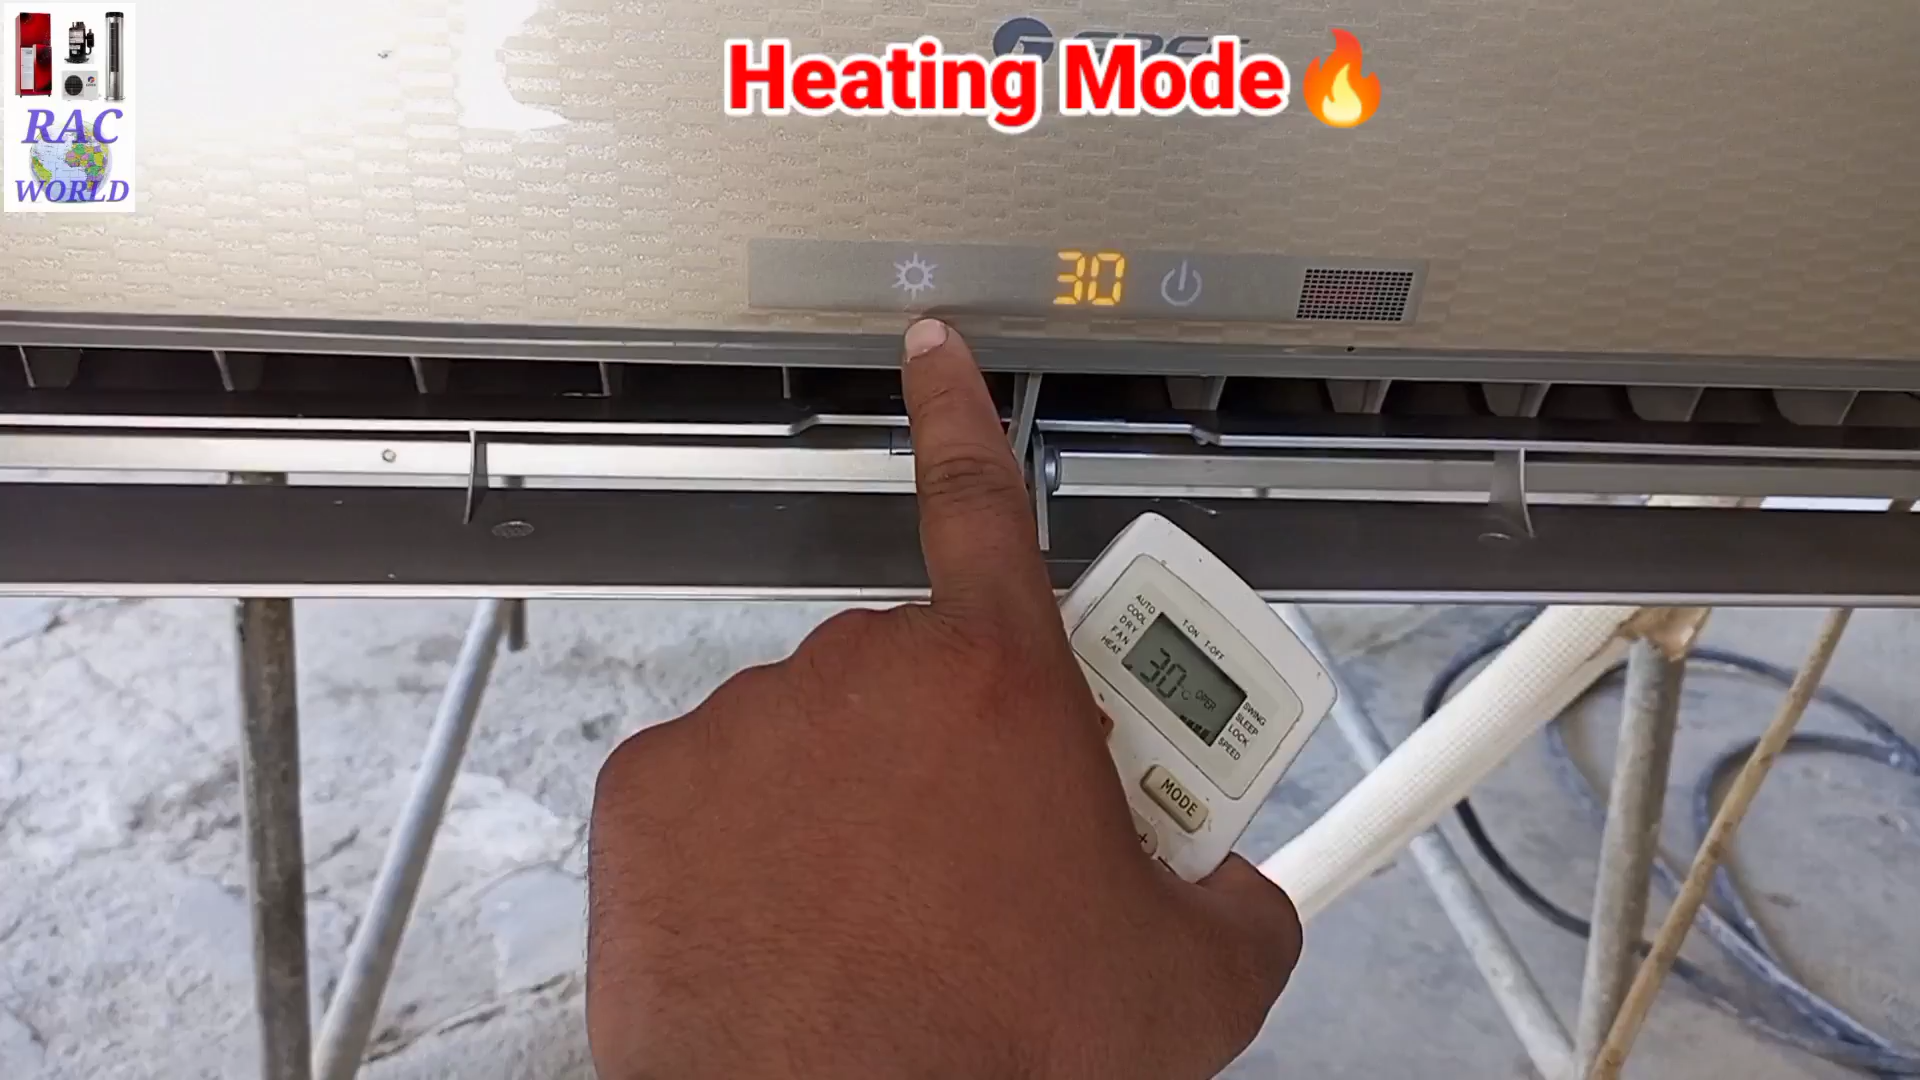 Heating Mode🔥
RAC
WORLD
30
AUTO
COOL
DRY
FAN
HEAT
T-ON T-OFF
30°C OPER
SWING
SLEEP
LOCK
SPEED
MODE
+
-